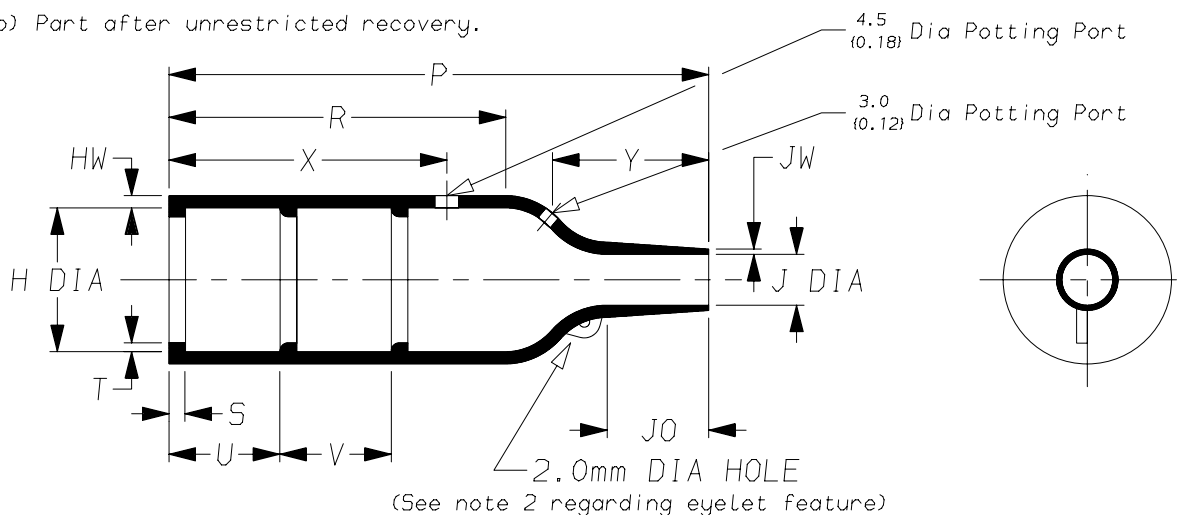 b) Part after unrestricted recovery.
4.5
{0.18} Dia Potting Port
P
3.0
{0.12} Dia Potting Port
R
HW
X
Y
JW
H DIA
J DIA
T
S
JO
U
V
2.0mm DIA HOLE
(See note 2 regarding eyelet feature)